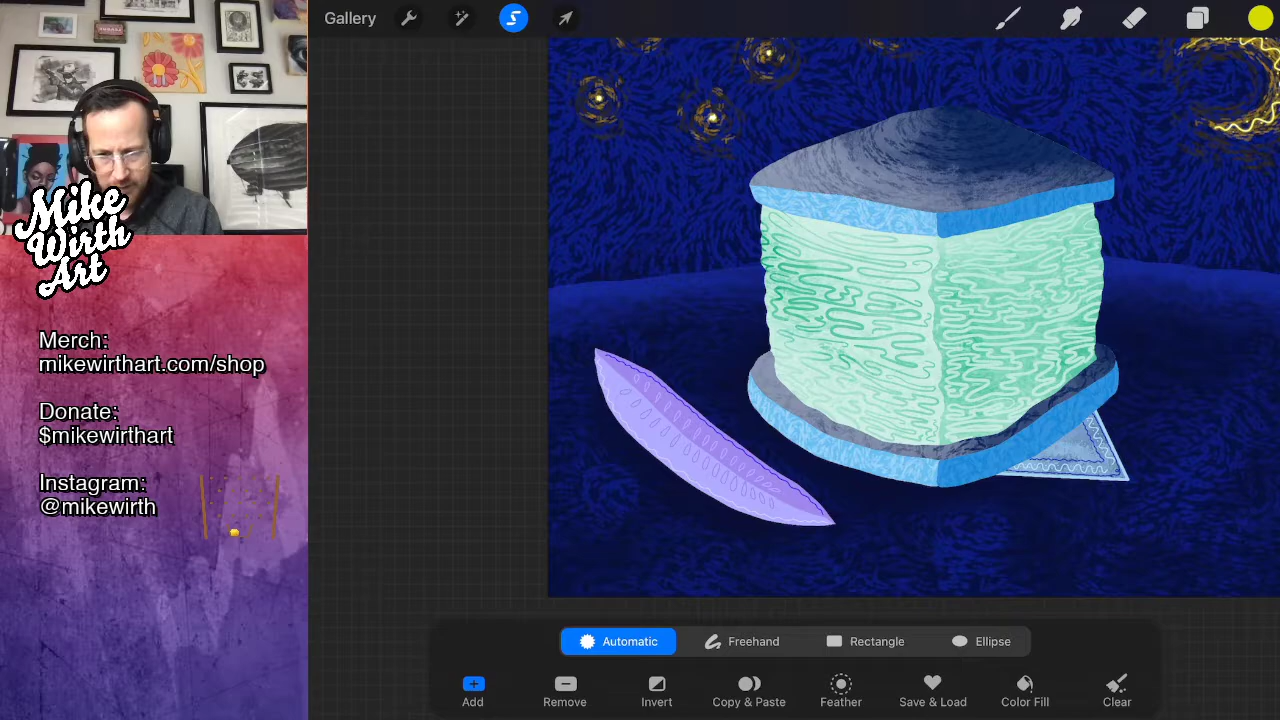 Gallery
Mike
Wirth
Art
Merch:
mikewirthart.com/shop
Donate:
$mikewirthart
Instagram:
@mikewirth
Automatic
Freehand
Rectangle
Ellipse
Add
Remove
Invert
Copy & Paste
Feather
Save & Load
Color Fill
Clear